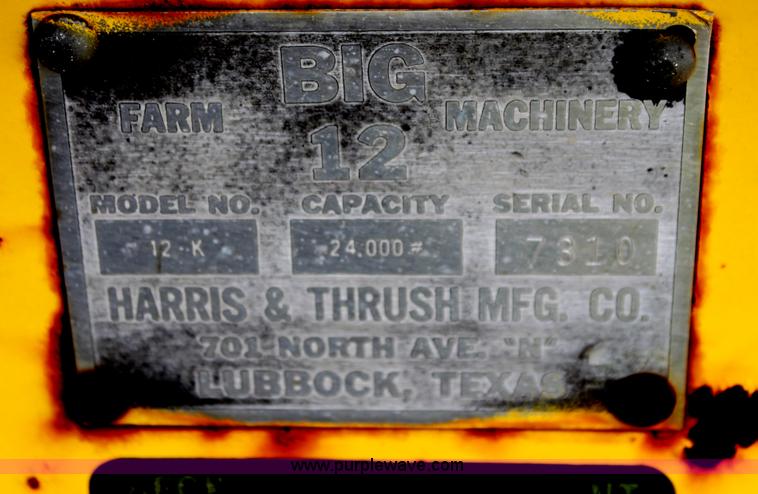 BIG
FARM MACHINERY
12
MODEL NO. CAPACITY SERIAL NO.
12-K 24,000# 7310
HARRIS & THRUSH MFG. CO.
701 NORTH AVE. "N"
LUBBOCK, TEXAS
www.purplewave.com